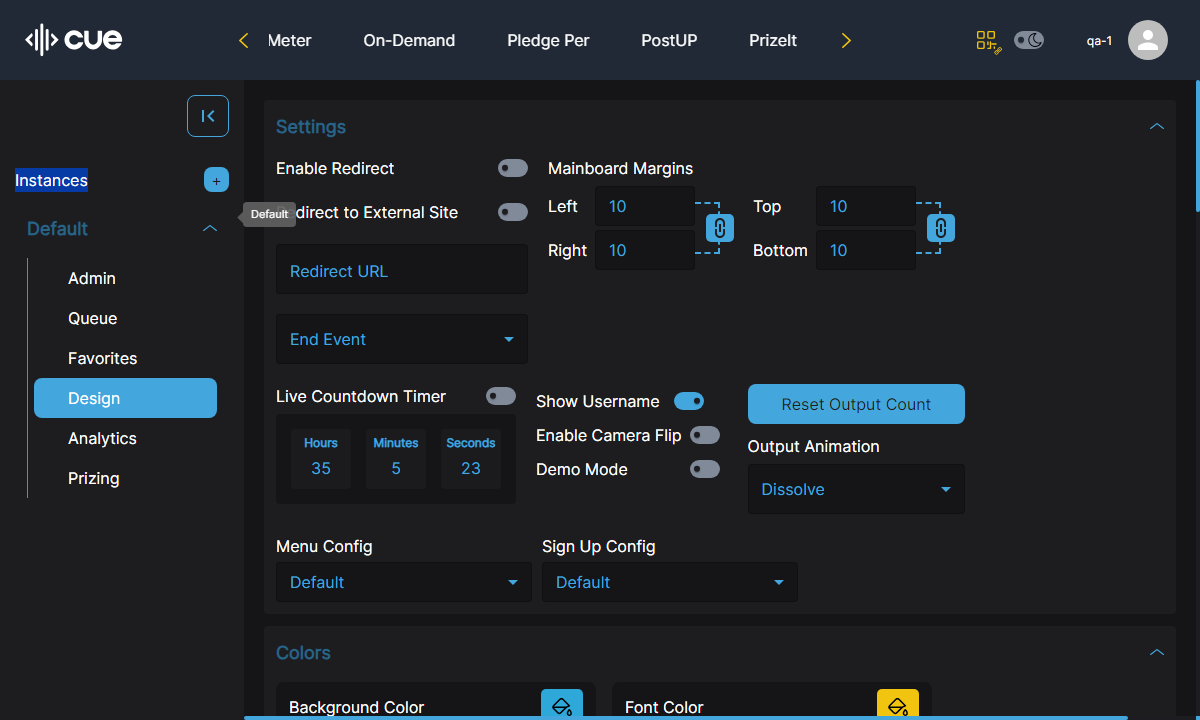 cue
Meter
On-Demand
Pledge Per
PostUP
PrizeIt
qa-1
Instances
+
Default
Default
Admin
Queue
Favorites
Design
Analytics
Prizing
Settings
Enable Redirect
direct to External Site
Redirect URL
End Event
Mainboard Margins
Left
10
Right
10
Top
10
Bottom
10
Live Countdown Timer
Hours
35
Minutes
5
Seconds
23
Show Username
Enable Camera Flip
Demo Mode
Reset Output Count
Output Animation
Dissolve
Menu Config
Default
Sign Up Config
Default
Colors
Background Color
Font Color